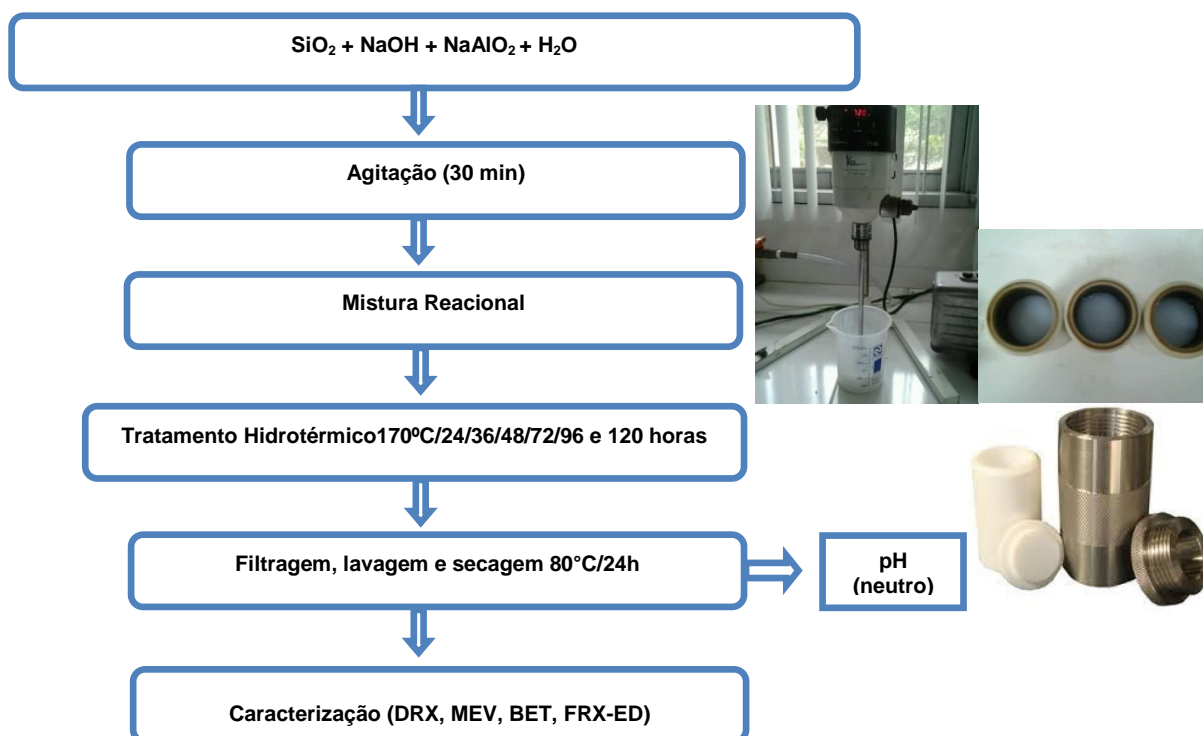 SiO₂ + NaOH + NaAlO₂ + H₂O
Agitação (30 min)
Mistura Reacional
Tratamento Hidrotérmico170ºC/24/36/48/72/96 e 120 horas
Filtragem, lavagem e secagem 80°C/24h
pH
(neutro)
Caracterização (DRX, MEV, BET, FRX-ED)